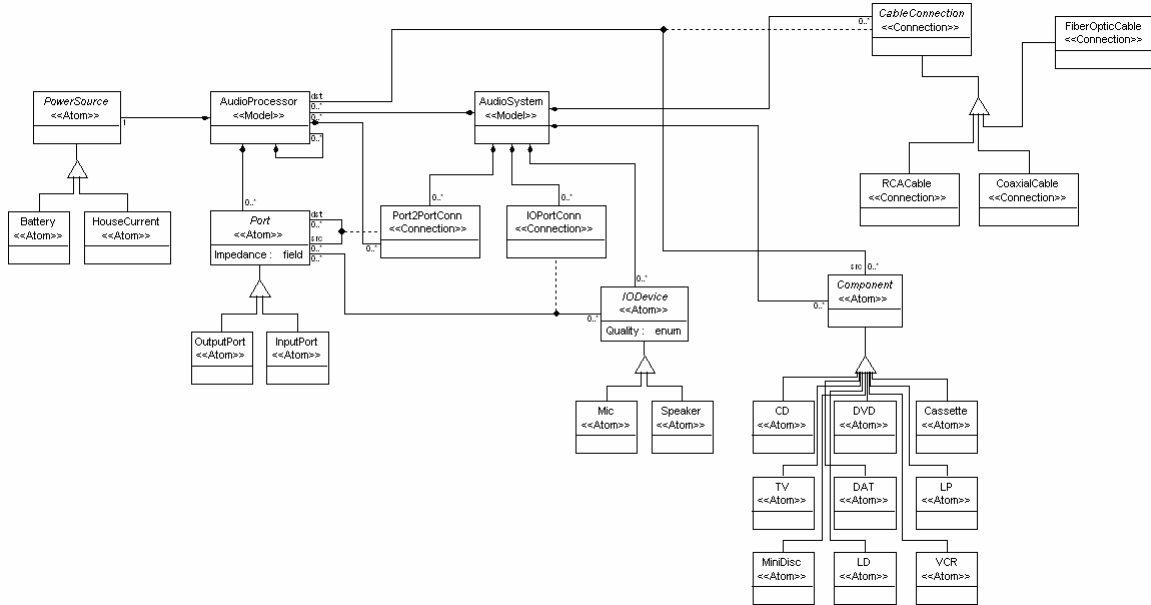 CableConnection
<<Connection>>
0..*
FiberOpticCable
<<Connection>>
PowerSource
<<Atom>>
1
AudioProcessor
<<Model>>
dst
0..*
0..*
0..*
0..*
AudioSystem
<<Model>>
RCACable
<<Connection>>
CoaxialCable
<<Connection>>
Battery
<<Atom>>
HouseCurrent
<<Atom>>
0..*
Port
<<Atom>>
Impedance : field
dst
0..*
src
0..*
0..*
0..*
Port2PortConn
<<Connection>>
0..*
0..*
IOPortConn
<<Connection>>
0..*
IODevice
<<Atom>>
Quality : enum
0..*
src 0..*
Component
<<Atom>>
0..*
OutputPort
<<Atom>>
InputPort
<<Atom>>
Mic
<<Atom>>
Speaker
<<Atom>>
CD
<<Atom>>
DVD
<<Atom>>
Cassette
<<Atom>>
TV
<<Atom>>
DAT
<<Atom>>
LP
<<Atom>>
MiniDisc
<<Atom>>
LD
<<Atom>>
VCR
<<Atom>>